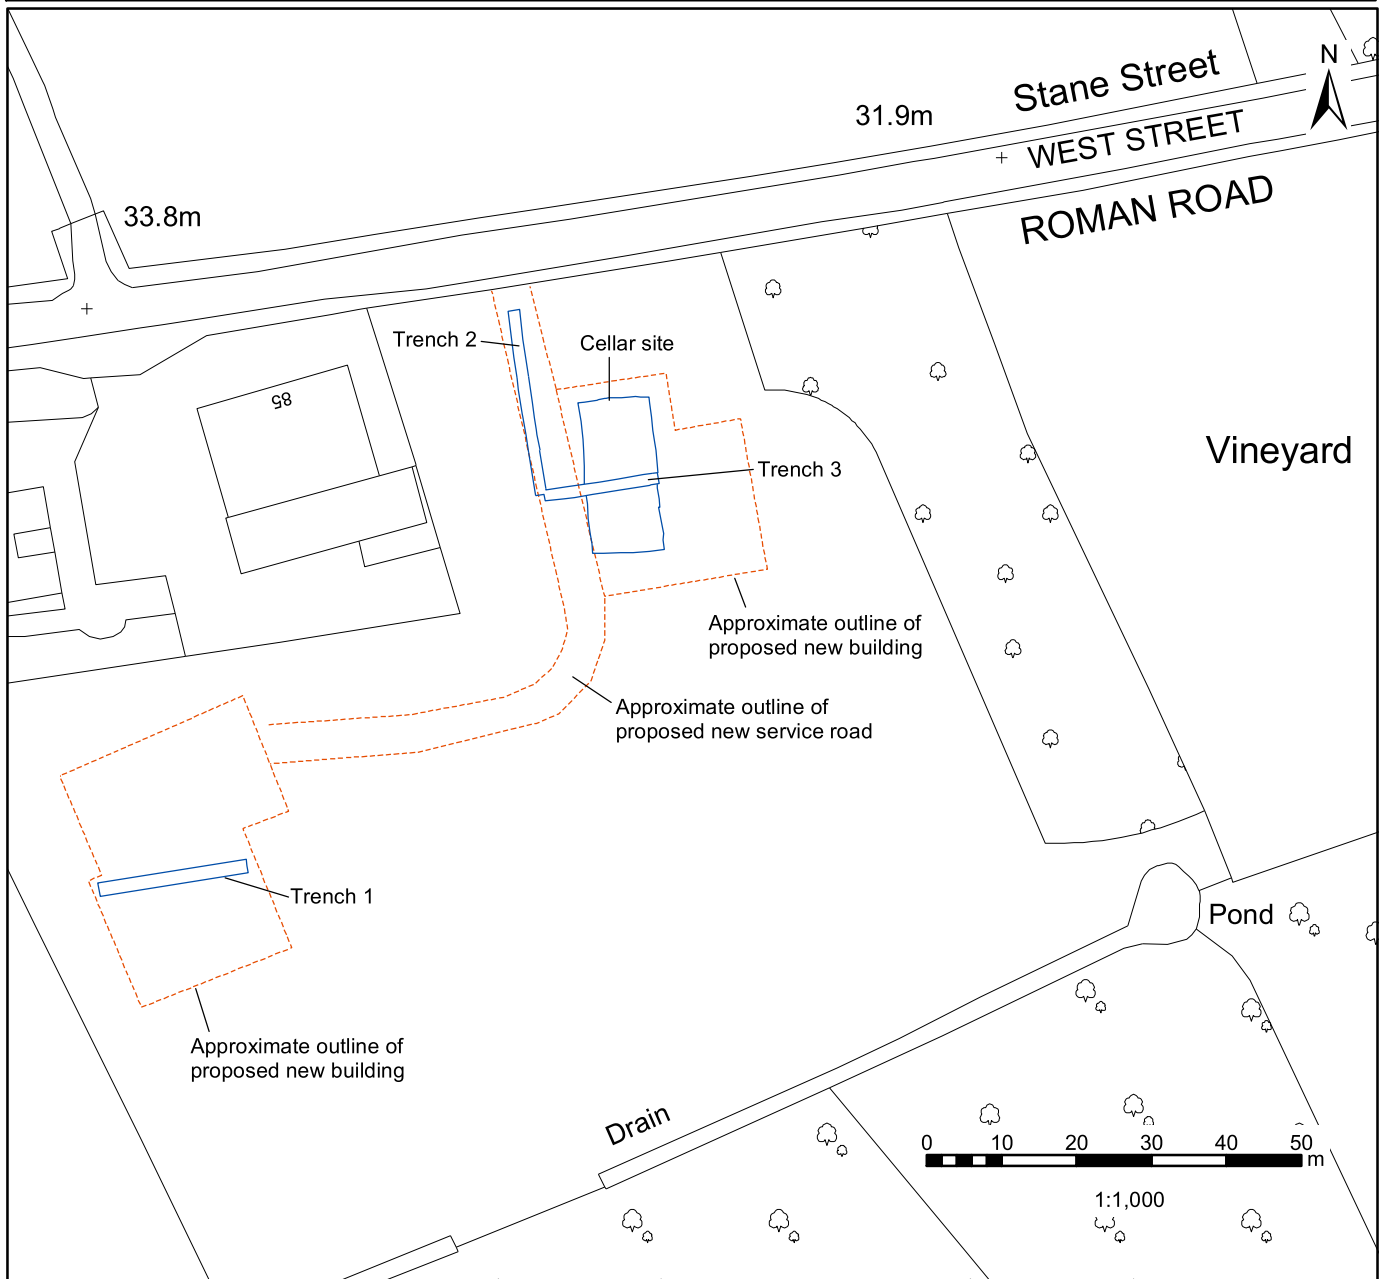 N
Stane Street
31.9m
WEST STREET
33.8m
ROMAN ROAD
Trench 2
Cellar site
85
Vineyard
Trench 3
Approximate outline of
proposed new building
Approximate outline of
proposed new service road
Trench 1
Pond
Approximate outline of
proposed new building
Drain
0 10 20 30 40 50
m
1:1,000